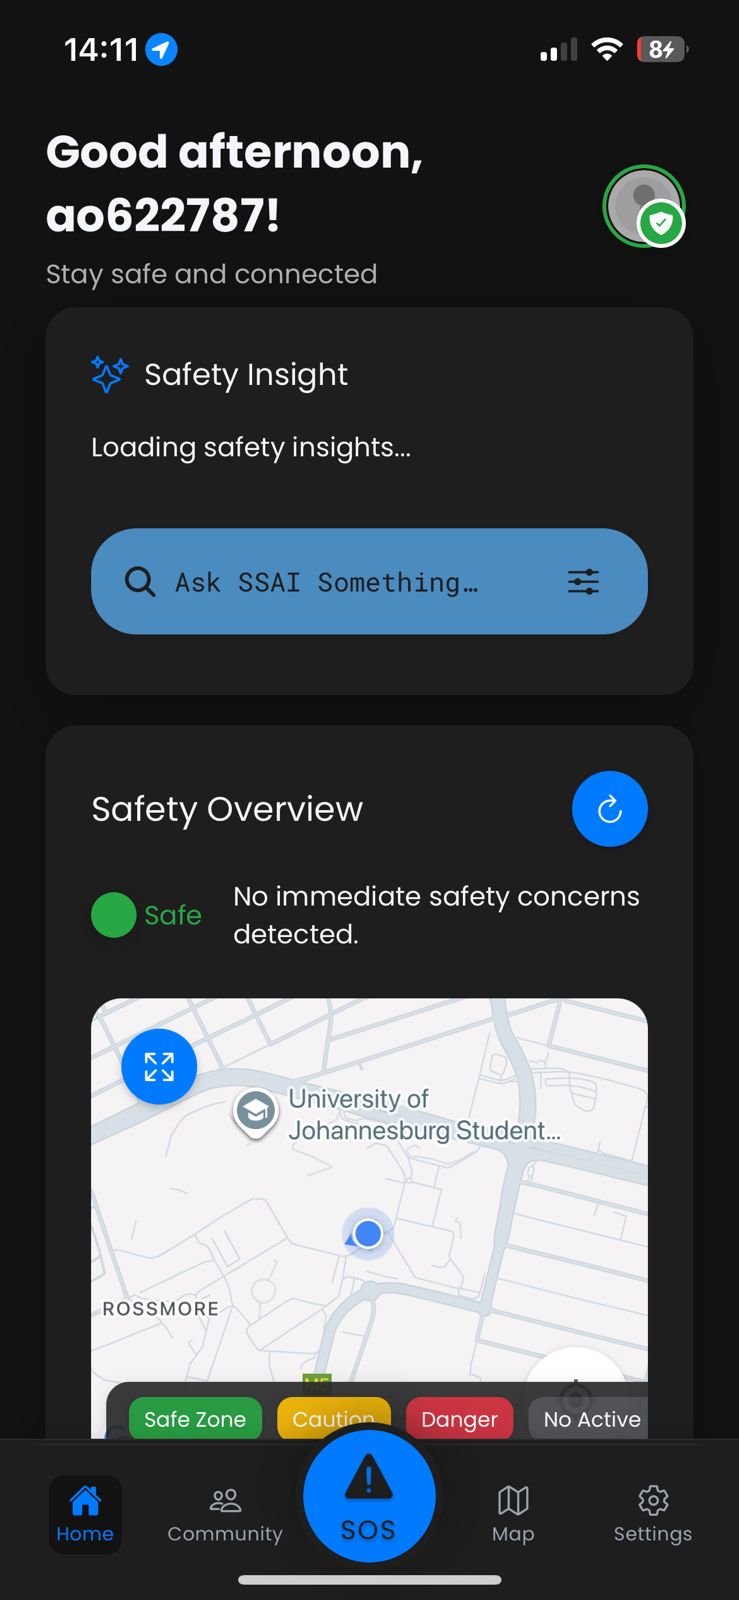 14:11
8
Good afternoon,
ao622787!
Stay safe and connected
Safety Insight
Loading safety insights...
Ask SSAI Something…
Safety Overview
Safe
No immediate safety concerns
detected.
University of
Johannesburg Student...
ROSSMORE
M5
Safe Zone
Caution
Danger
No Active
SOS
Home
Community
Map
Settings